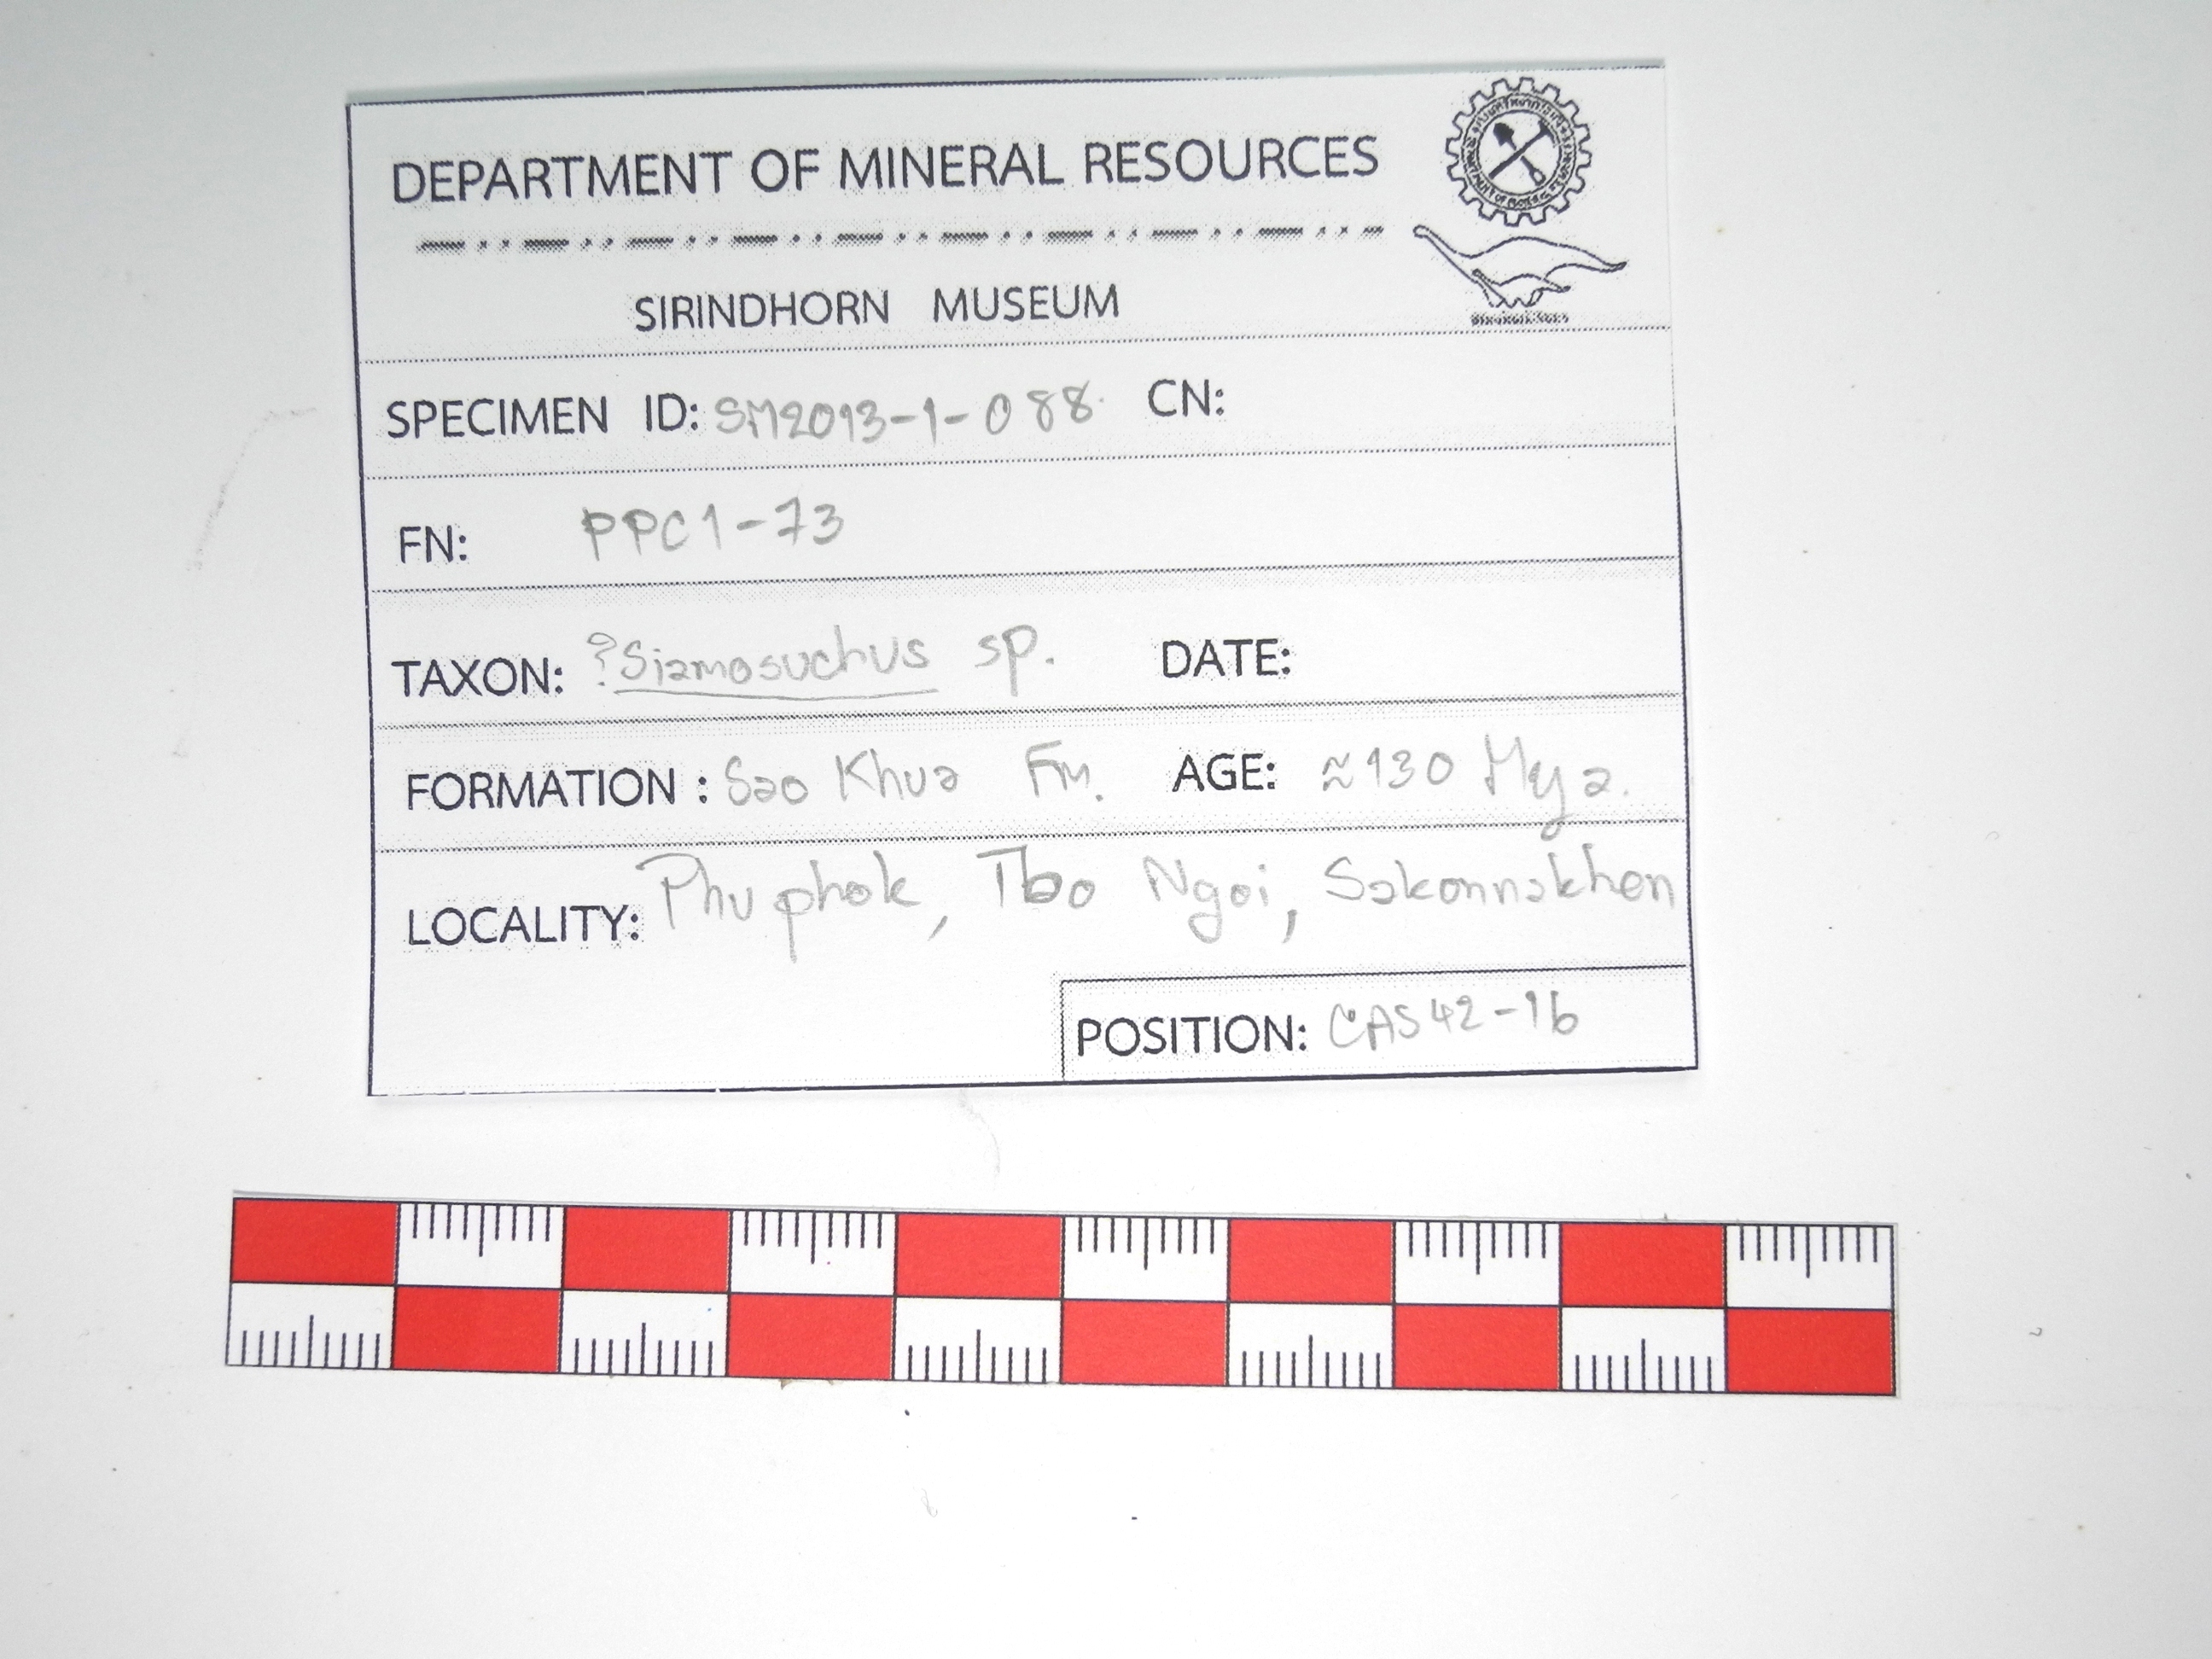 DEPARTMENT OF MINERAL RESOURCES
SIRINDHORN MUSEUM
SPECIMEN ID: SM2013-1-088 CN:
FN: PPC1-73
TAXON: ?Siamosuchus sp. DATE:
FORMATION : Sao Khua Fm. AGE: ≈130 Mya.
LOCALITY: Phu phok, Tao Ngoi, Sakonnakhon
POSITION: CAS42-16